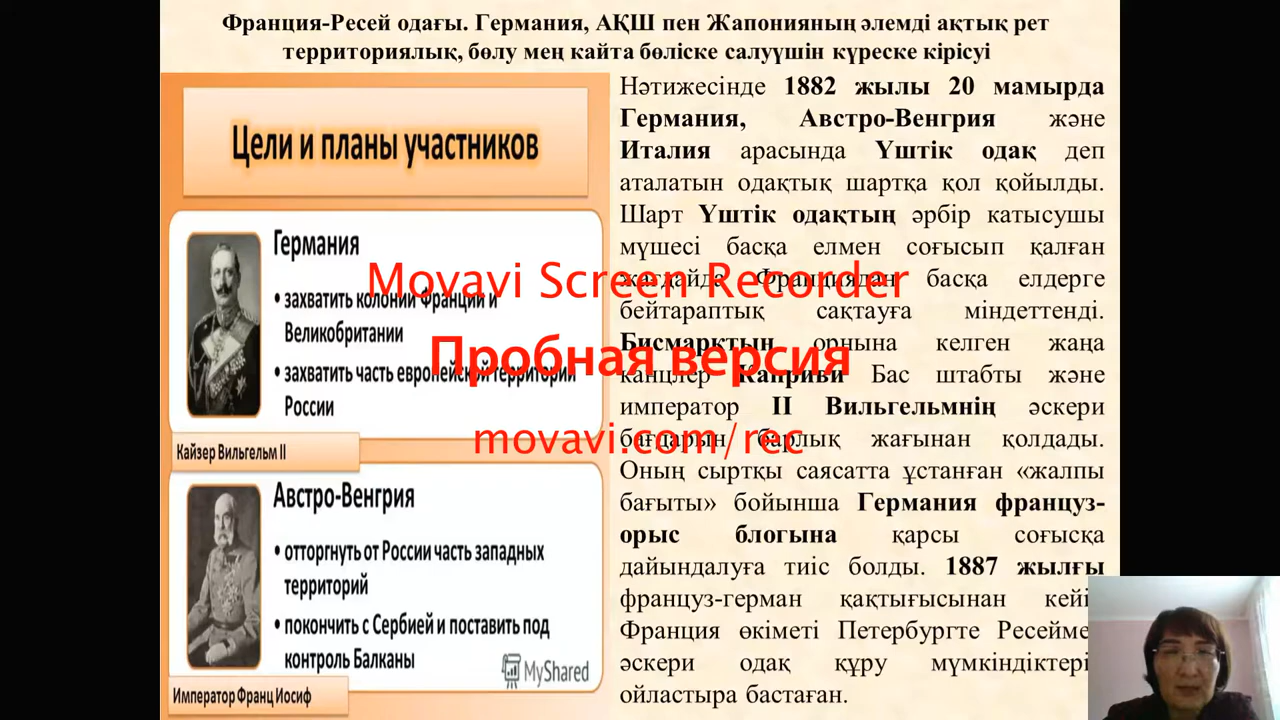 Франция-Ресей одағы. Германия, АҚШ пен Жапонияның әлемді ақтық рет
территориялық, бөлу мең кайта бөліске салуүшін күреске кірісуі
Цели и планы участников
Германия
• захватить колонии Франции и
Великобритании
• захватить часть европейской территории
России
Кайзер Вильгельм II
Австро-Венгрия
• отторгнуть от России часть западных
территорий
• покончить с Сербией и поставить под
контроль Балканы
MyShared
Император Франц Иосиф
Нәтижесінде 1882 жылы 20 мамырда
Германия, Австро-Венгрия және
Италия арасында Үштік одақ деп
аталатын одақтық шартқа қол қойылды.
Шарт Үштік одақтың әрбір катысушы
мүшесі басқа елмен соғысып қалған
жағдайда Франциядан басқа елдерге
бейтараптық сақтауға міндеттенді.
Бисмарктың орнына келген жаңа
канцлер Каприви Бас штабты және
император II Вильгельмнің әскери
бағдарын барлық жағынан қолдады.
Оның сыртқы саясатта ұстанған «жалпы
бағыты» бойынша Германия француз-
орыс блогына қарсы соғысқа
дайындалуға тиіс болды. 1887 жылғы
француз-герман қақтығысынан кейі
Франция өкіметі Петербургте Ресейме
әскери одақ құру мүмкіндіктері
ойластыра бастаған.
Movavi Screen Recorder
Пробная версия
movavi.com/rec